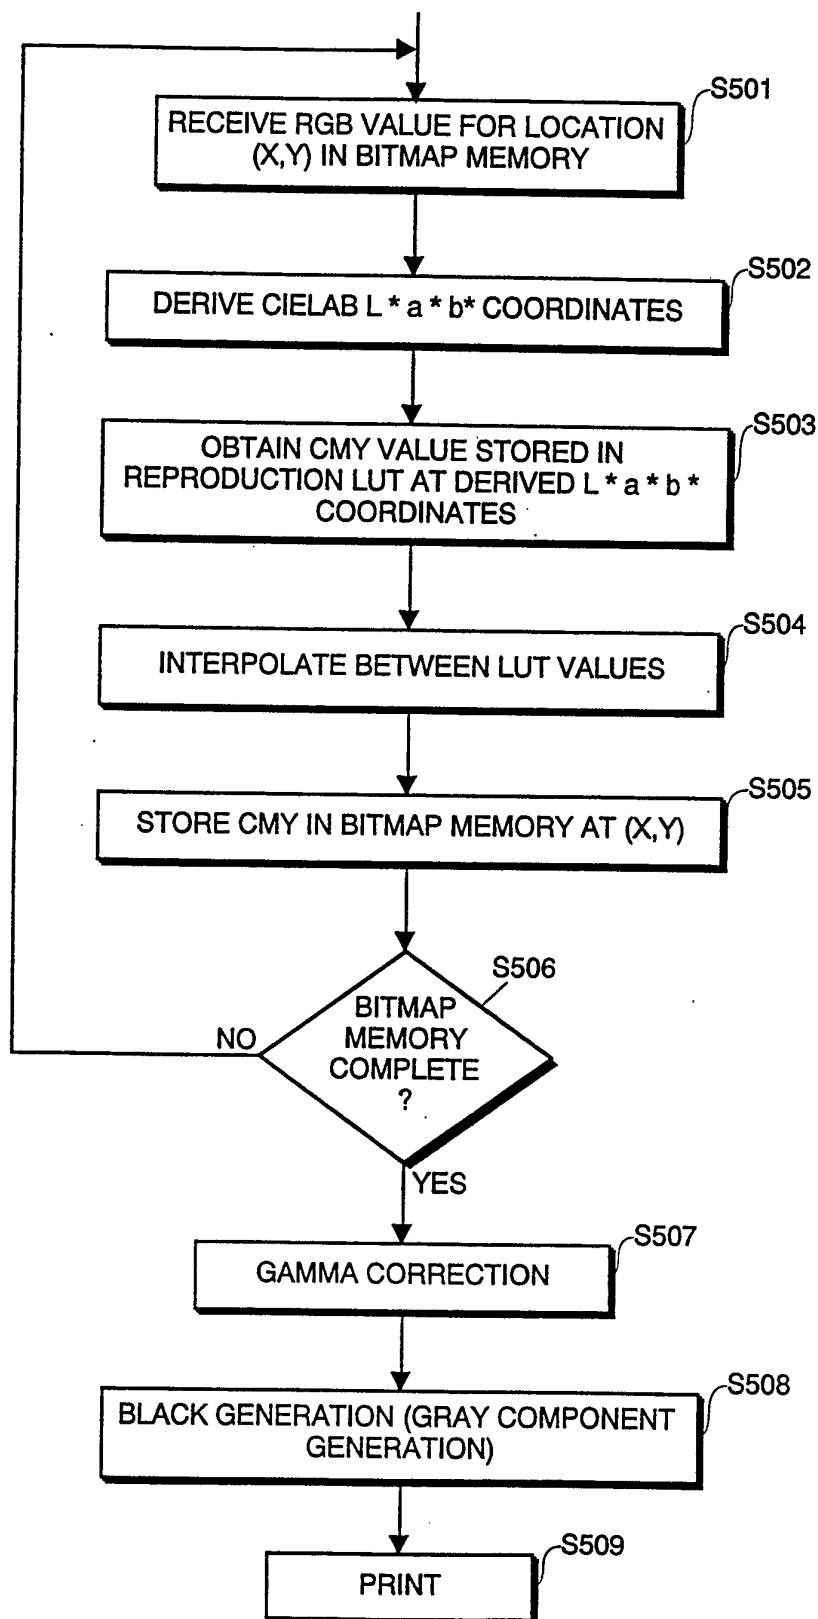 S501
RECEIVE RGB VALUE FOR LOCATION
(X,Y) IN BITMAP MEMORY
S502
DERIVE CIELAB L * a * b* COORDINATES
S503
OBTAIN CMY VALUE STORED IN
REPRODUCTION LUT AT DERIVED L * a * b *
COORDINATES
S504
INTERPOLATE BETWEEN LUT VALUES
S505
STORE CMY IN BITMAP MEMORY AT (X,Y)
S506
BITMAP
MEMORY
COMPLETE
?
NO
YES
S507
GAMMA CORRECTION
S508
BLACK GENERATION (GRAY COMPONENT
GENERATION)
S509
PRINT